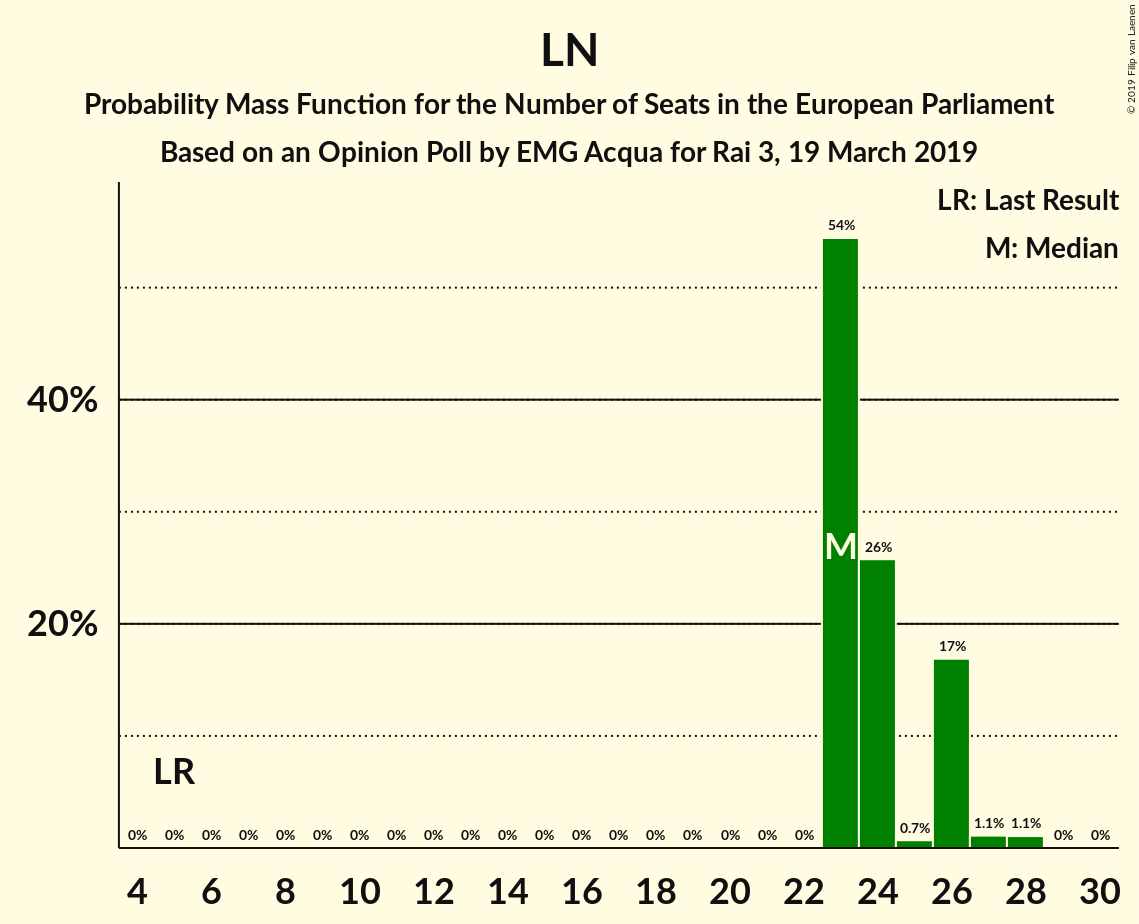 LN
Probability Mass Function for the Number of Seats in the European Parliament
Based on an Opinion Poll by EMG Acqua for Rai 3, 19 March 2019
© 2019 Filip van Laenen
LR: Last Result
M: Median
40%
20%
54%
M
26%
17%
LR
0% 0% 0% 0% 0% 0% 0% 0% 0% 0% 0% 0% 0% 0% 0% 0% 0% 0% 0% 0.7% 1.1% 1.1% 0% 0%
4 6 8 10 12 14 16 18 20 22 24 26 28 30